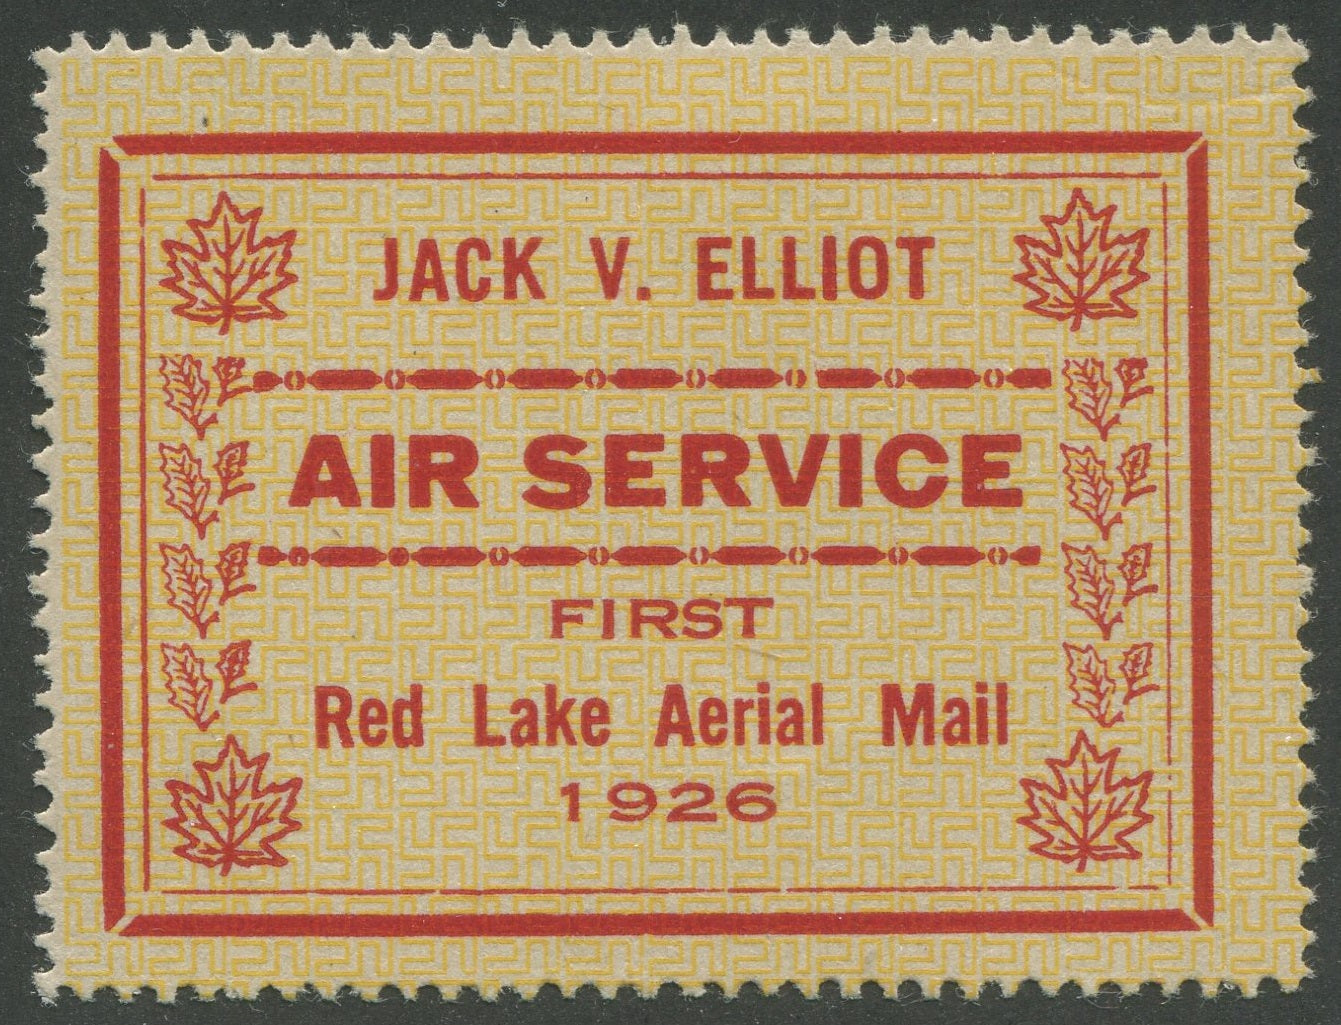 JACK V. ELLIOT
AIR SERVICE
FIRST
Red Lake Aerial Mail
1926